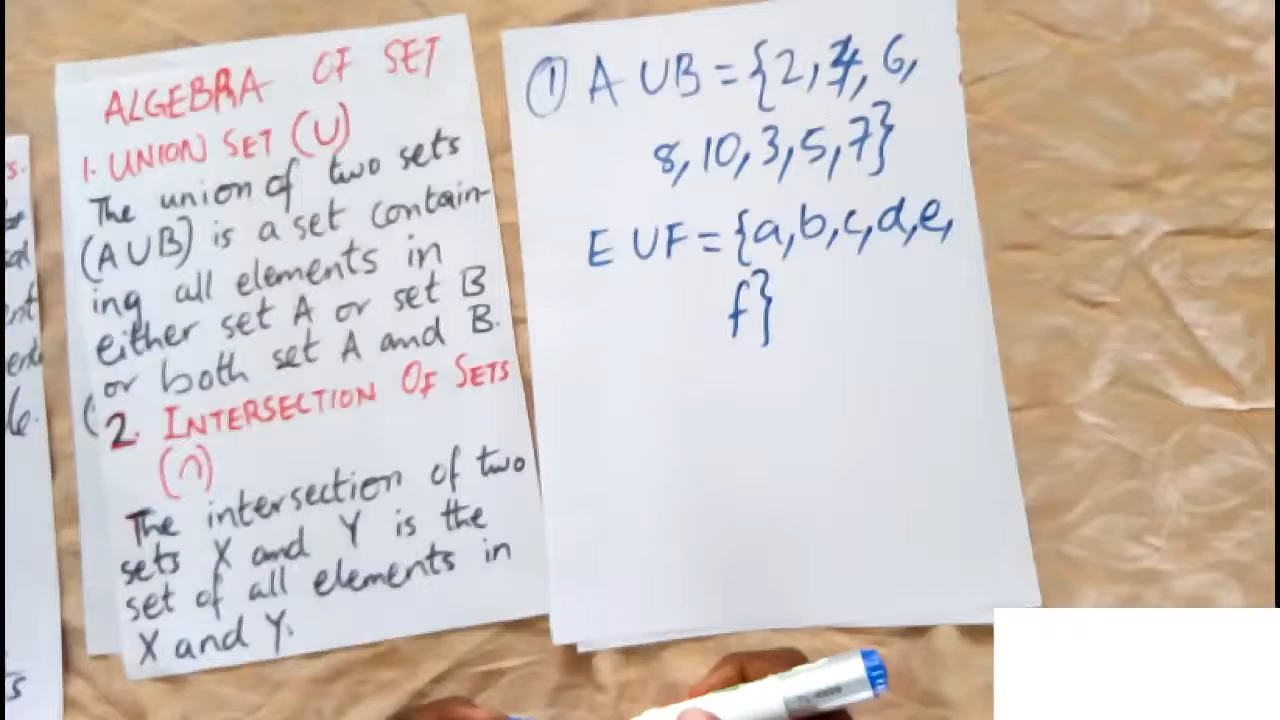 ALGEBRA OF SET
1. UNION SET (∪)
The union of two sets
(A∪B) is a set contain-
ing all elements in
either set A or set B
or both set A and B.
2. INTERSECTION OF SETS
(∩)
The intersection of two
sets X and Y is the
set of all elements in
X and Y.
① A ∪B = {2, 4, 6,
8, 10, 3, 5, 7}
E ∪F = {a, b, c, d, e,
f}
s.
6.